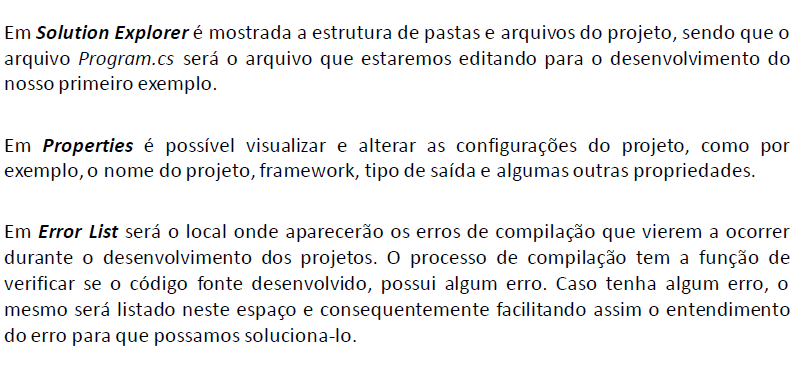 Em Solution Explorer é mostrada a estrutura de pastas e arquivos do projeto, sendo que o
arquivo Program.cs será o arquivo que estaremos editando para o desenvolvimento do
nosso primeiro exemplo.
Em Properties é possível visualizar e alterar as configurações do projeto, como por
exemplo, o nome do projeto, framework, tipo de saída e algumas outras propriedades.
Em Error List será o local onde aparecerão os erros de compilação que vierem a ocorrer
durante o desenvolvimento dos projetos. O processo de compilação tem a função de
verificar se o código fonte desenvolvido, possui algum erro. Caso tenha algum erro, o
mesmo será listado neste espaço e consequentemente facilitando assim o entendimento
do erro para que possamos soluciona-lo.